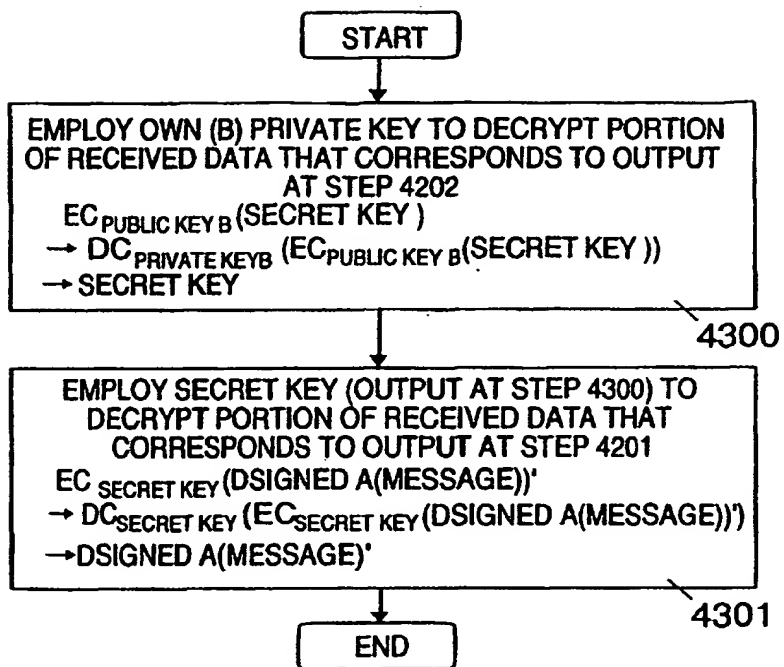 START
EMPLOY OWN (B) PRIVATE KEY TO DECRYPT PORTION
OF RECEIVED DATA THAT CORRESPONDS TO OUTPUT
AT STEP 4202
EC PUBLIC KEY B (SECRET KEY )
→ DC PRIVATE KEYB (EC PUBLIC KEY B (SECRET KEY ))
→ SECRET KEY
4300
EMPLOY SECRET KEY (OUTPUT AT STEP 4300) TO
DECRYPT PORTION OF RECEIVED DATA THAT
CORRESPONDS TO OUTPUT AT STEP 4201
EC SECRET KEY (DSIGNED A(MESSAGE))'
→ DC SECRET KEY (EC SECRET KEY (DSIGNED A(MESSAGE))')
→DSIGNED A(MESSAGE)'
4301
END